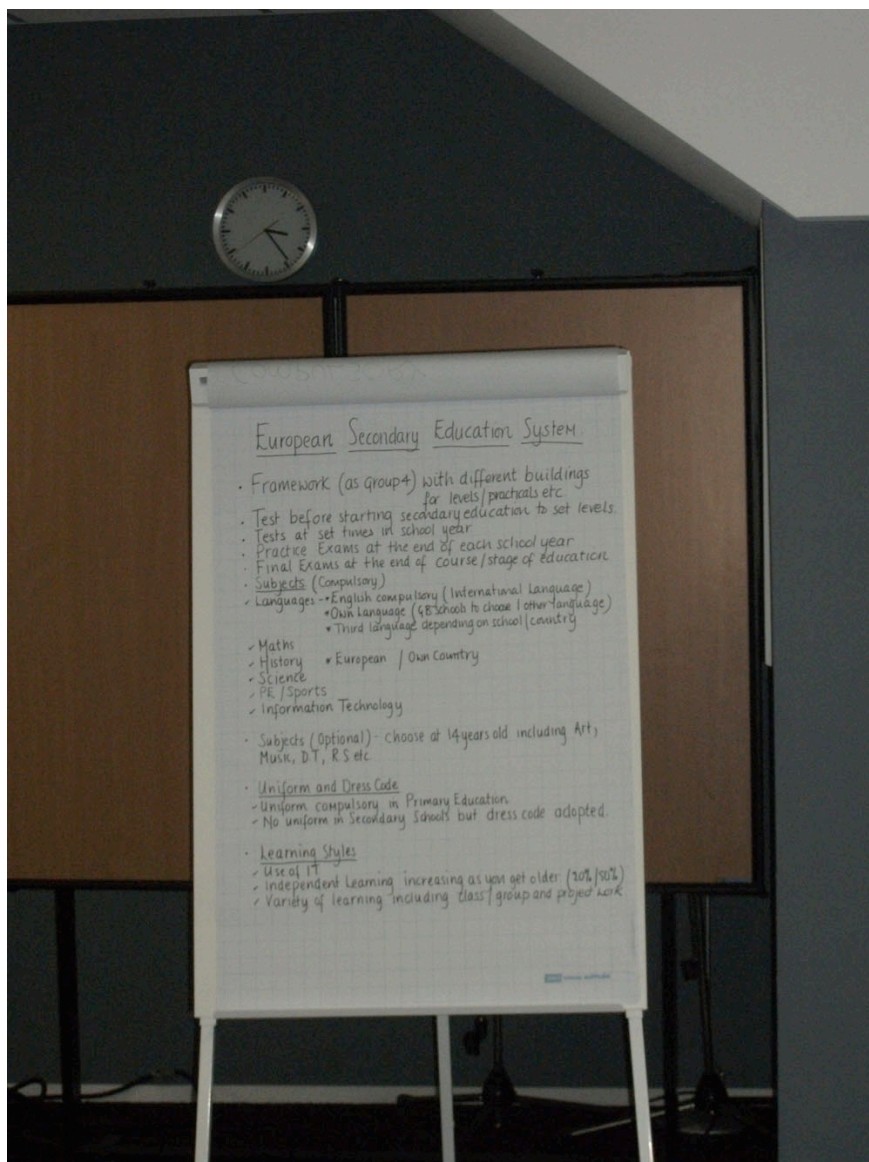 European Secondary Education System.
· Framework (as Group 4) with different buildings
for levels/practicals etc
· Test before starting secondary education to set levels.
· Tests at set times in school year
· Practice Exams at the end of each school year
· Final Exams at the end of course/stage of education
· Subjects (Compulsory)
✓ Languages - * English compulsory (International Language)
* Own Language (GB schools to choose 1 other language)
* Third language depending on school/country
✓ Maths
✓ History * European / Own Country
✓ Science
✓ PE/Sports
✓ Information Technology
· Subjects (Optional) - choose at 14 years old including Art,
Music, DT, RS etc
· Uniform and Dress Code
✓ Uniform compulsory in Primary Education
✓ No uniform in Secondary Schools but dress code adopted.
· Learning Styles
✓ Use of IT
✓ Independent Learning increasing as you get older (20%/50%)
✓ Variety of learning including class/group and project work